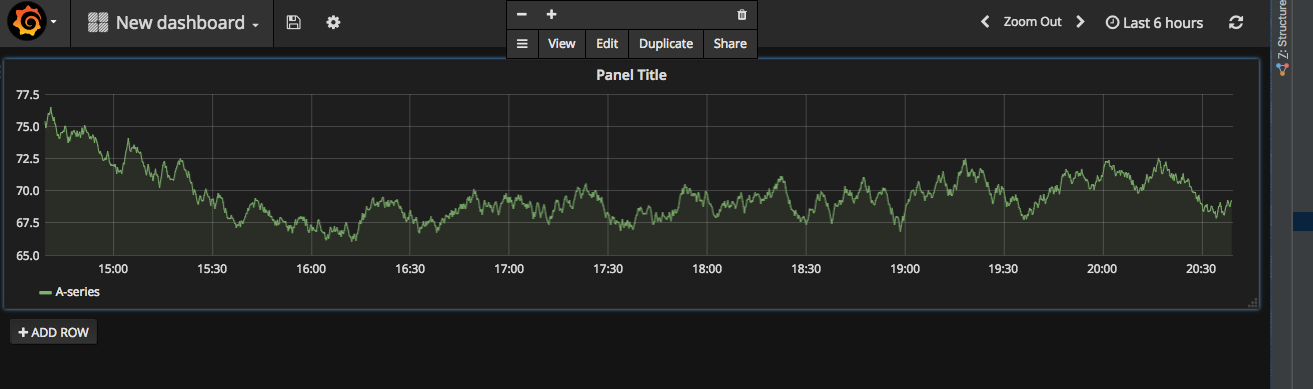 New dashboard
− +
View Edit Duplicate Share
Zoom Out Last 6 hours
Z: Structure
Panel Title
77.5
75.0
72.5
70.0
67.5
65.0
15:00 15:30 16:00 16:30 17:00 17:30 18:00 18:30 19:00 19:30 20:00 20:30
A-series
+ ADD ROW